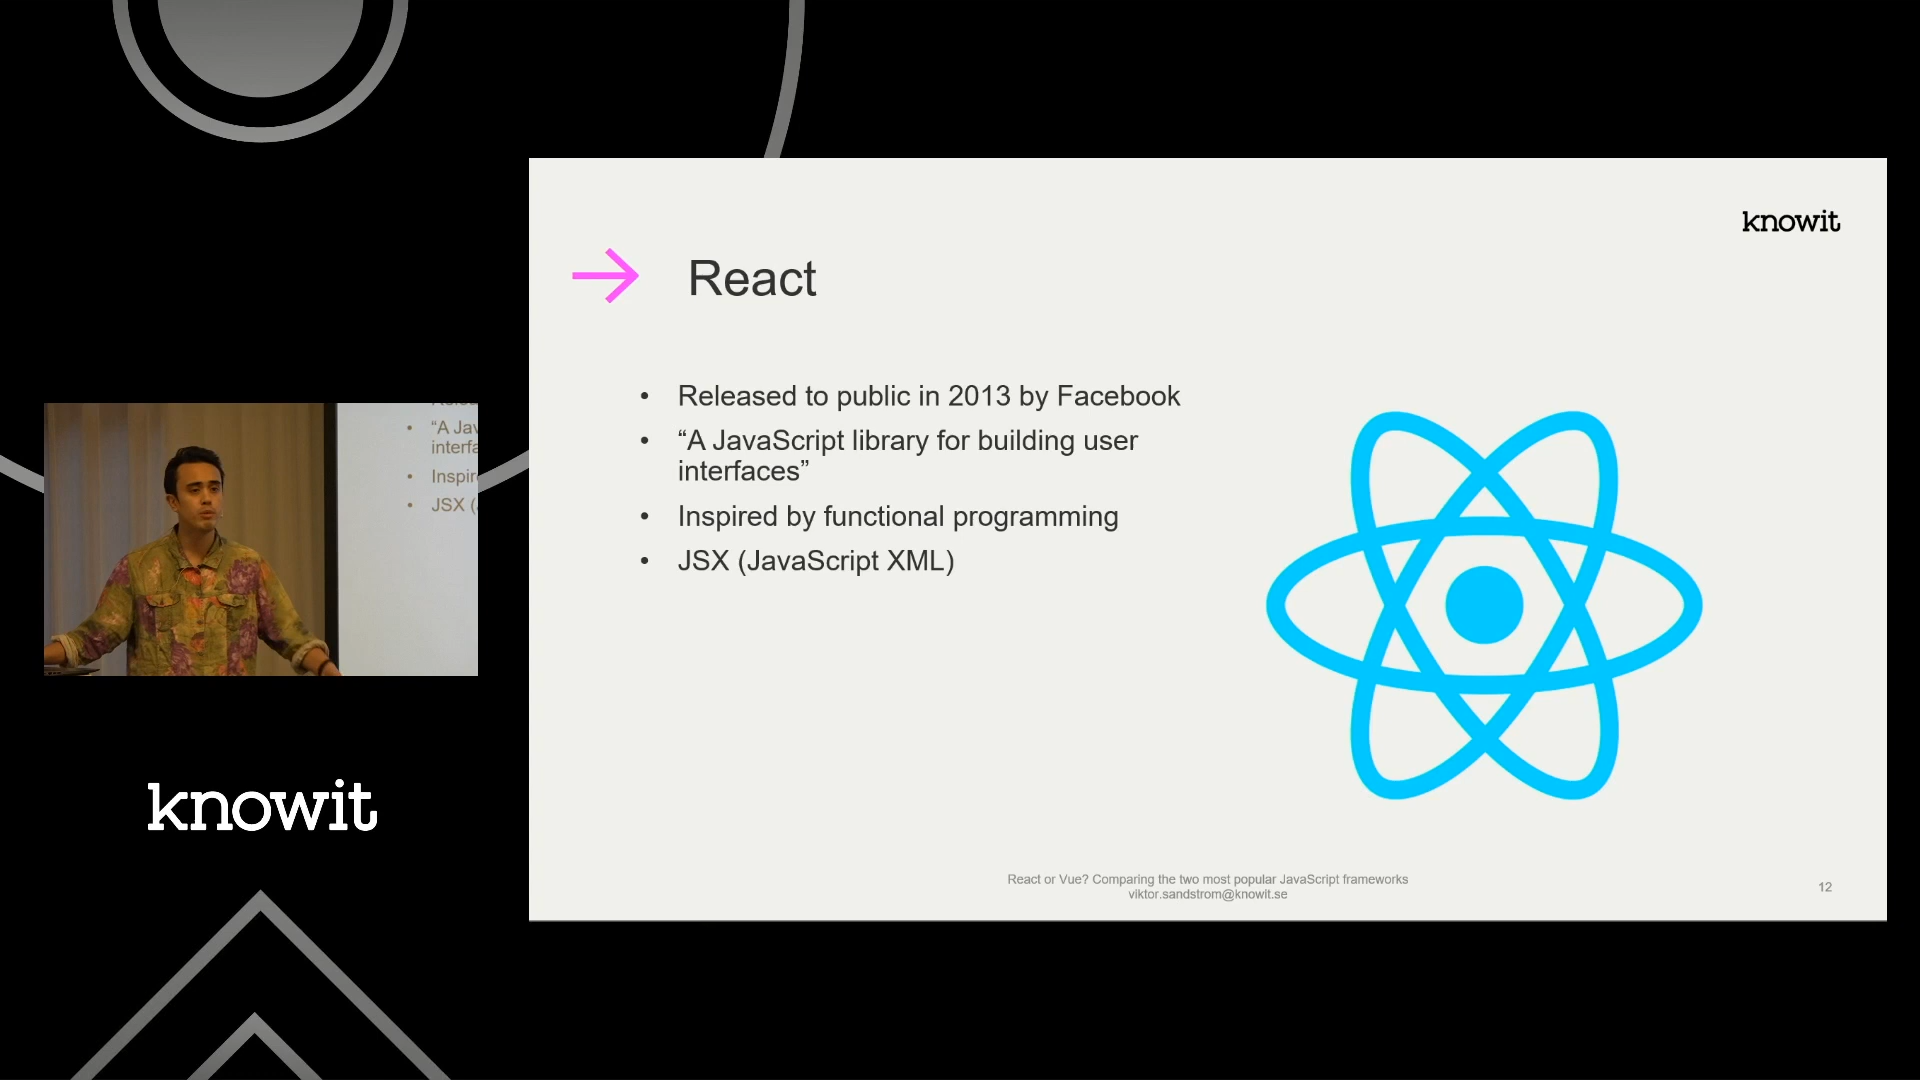 knowit
React
• Released to public in 2013 by Facebook
• “A JavaScript library for building user
interfaces”
• Inspired by functional programming
• JSX (JavaScript XML)
React or Vue? Comparing the two most popular JavaScript frameworks
viktor.sandstrom@knowit.se
12
• “A Jav
interfa
• Inspir
• JSX (
knowit